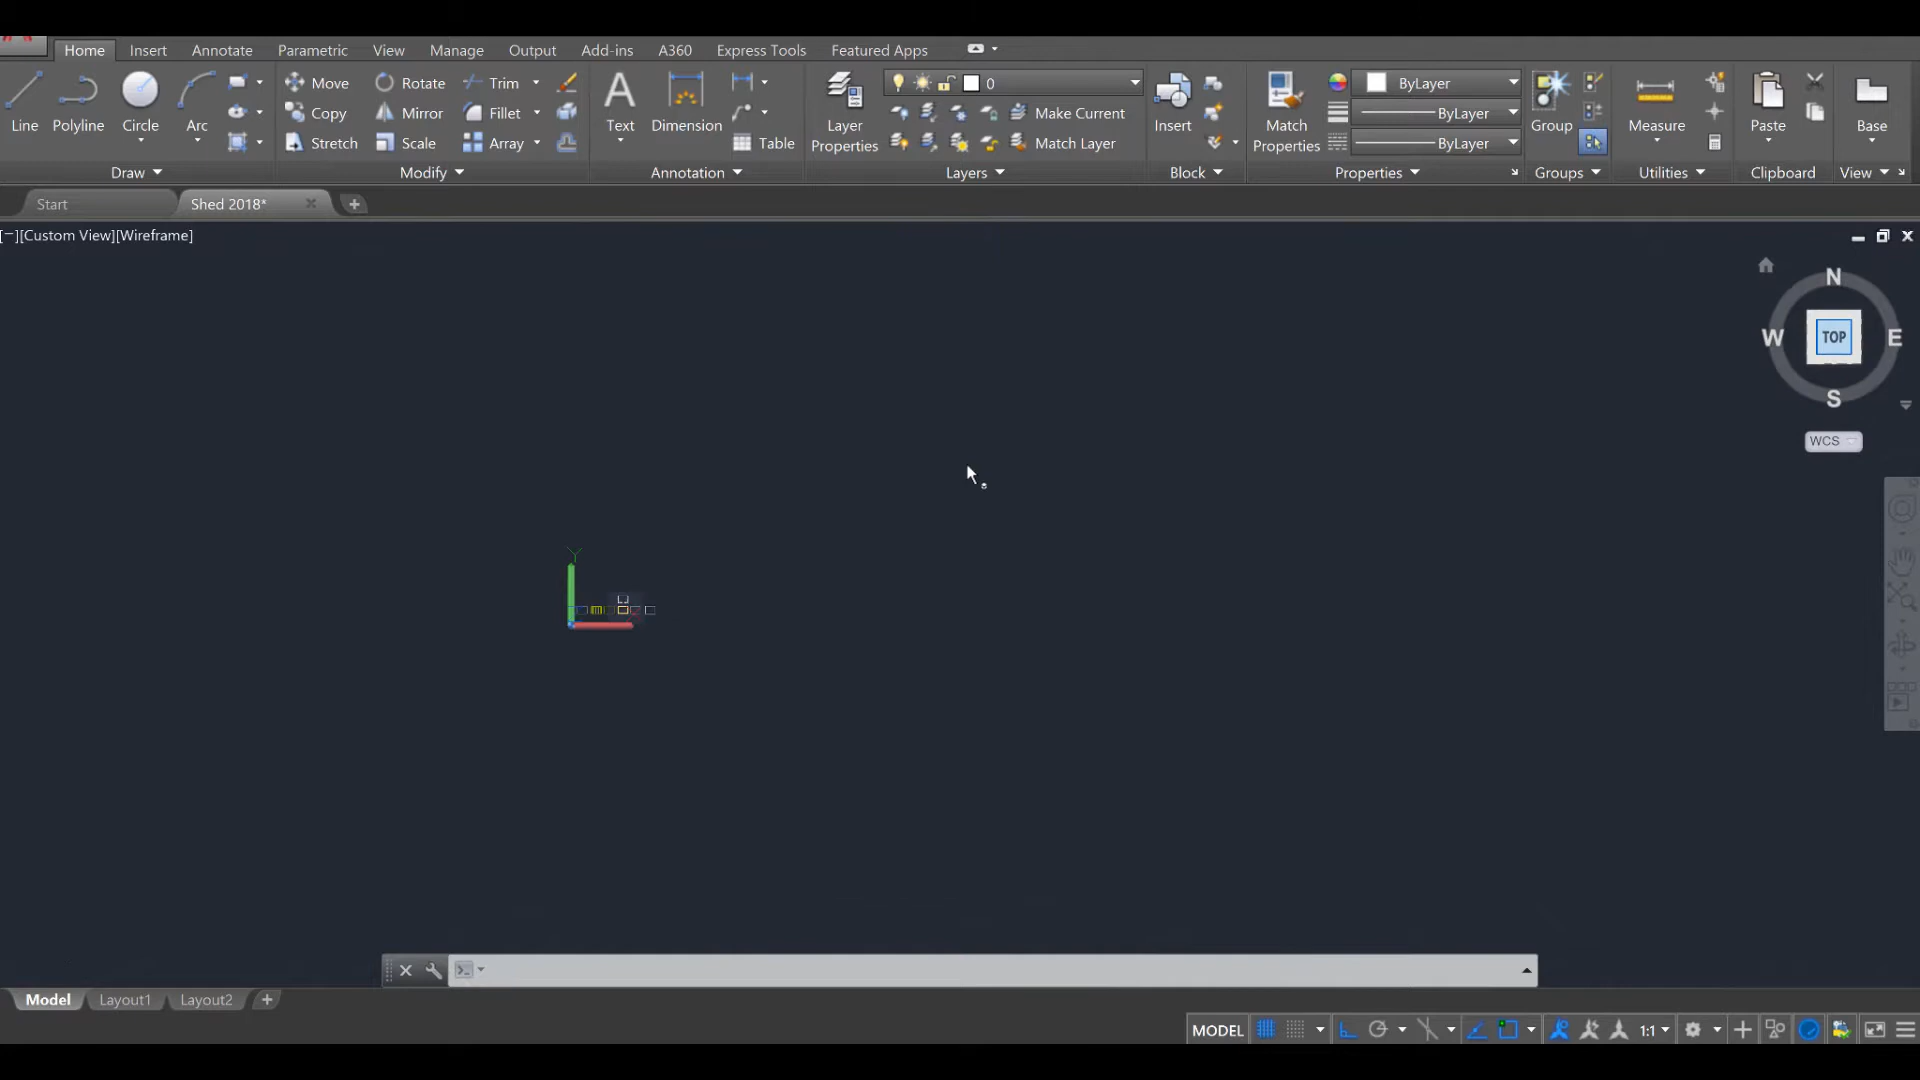 Home Insert Annotate Parametric View Manage Output Add-ins A360 Express Tools Featured Apps
Line Polyline Circle Arc
Move Rotate Trim
Copy Mirror Fillet
Stretch Scale Array
Text Dimension Table
Layer Properties
0
Make Current
Match Layer
Insert
Match Properties
ByLayer
ByLayer
ByLayer
Group
Measure
Paste
Base
Draw Modify Annotation Layers Block Properties Groups Utilities Clipboard View
Start Shed 2018* +
[−][Custom View][Wireframe]
N
W TOP E
S
WCS
Y
X
Model Layout1 Layout2 +
MODEL 1:1